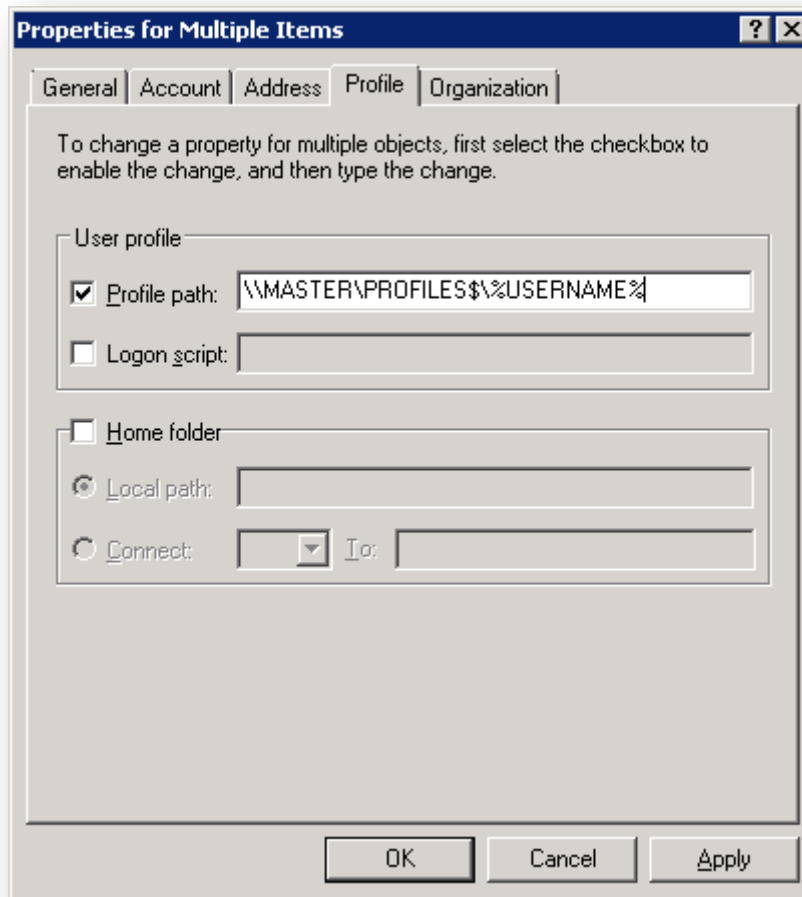 Properties for Multiple Items
General Account Address Profile Organization
To change a property for multiple objects, first select the checkbox to
enable the change, and then type the change.
User profile
Profile path: \\MASTER\PROFILES$\%USERNAME%
Logon script:
Home folder
Local path:
Connect: To:
OK Cancel Apply